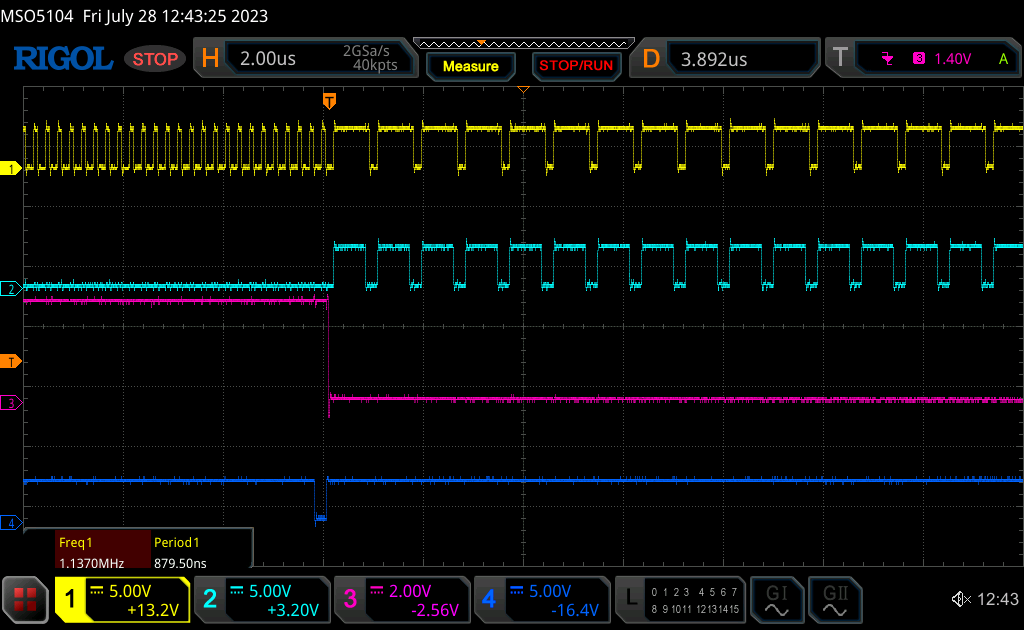 MSO5104 Fri July 28 12:43:25 2023
RIGOL STOP H 2.00us 2GSa/s 40kpts Measure STOP/RUN D 3.892us T 3 1.40V A
T
1
2
T
3
4
Freq1 Period1
1.1370MHz 879.50ns
1 5.00V +13.2V 2 5.00V +3.20V 3 2.00V -2.56V 4 5.00V -16.4V L 0 1 2 3 4 5 6 7 8 9 10 11 12 13 14 15 GI GII 12:43